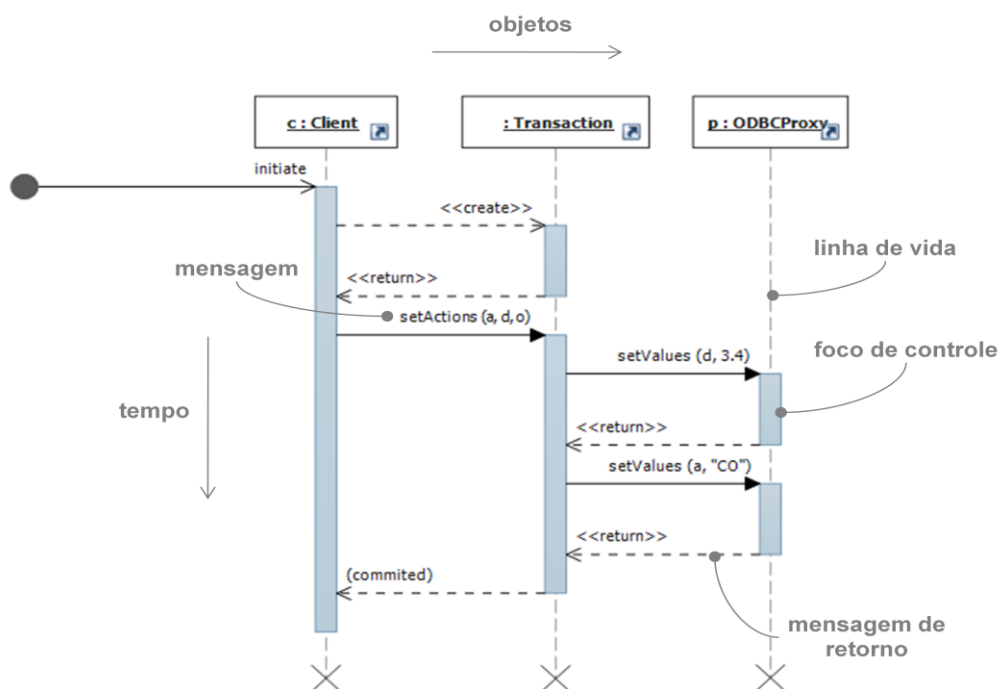 objetos
c : Client
: Transaction
p : ODBCProxy
initiate
<<create>>
linha de vida
mensagem
<<return>>
setActions (a, d, o)
setValues (d, 3.4)
foco de controle
tempo
<<return>>
setValues (a, "CO")
<<return>>
(commited)
mensagem de
retorno